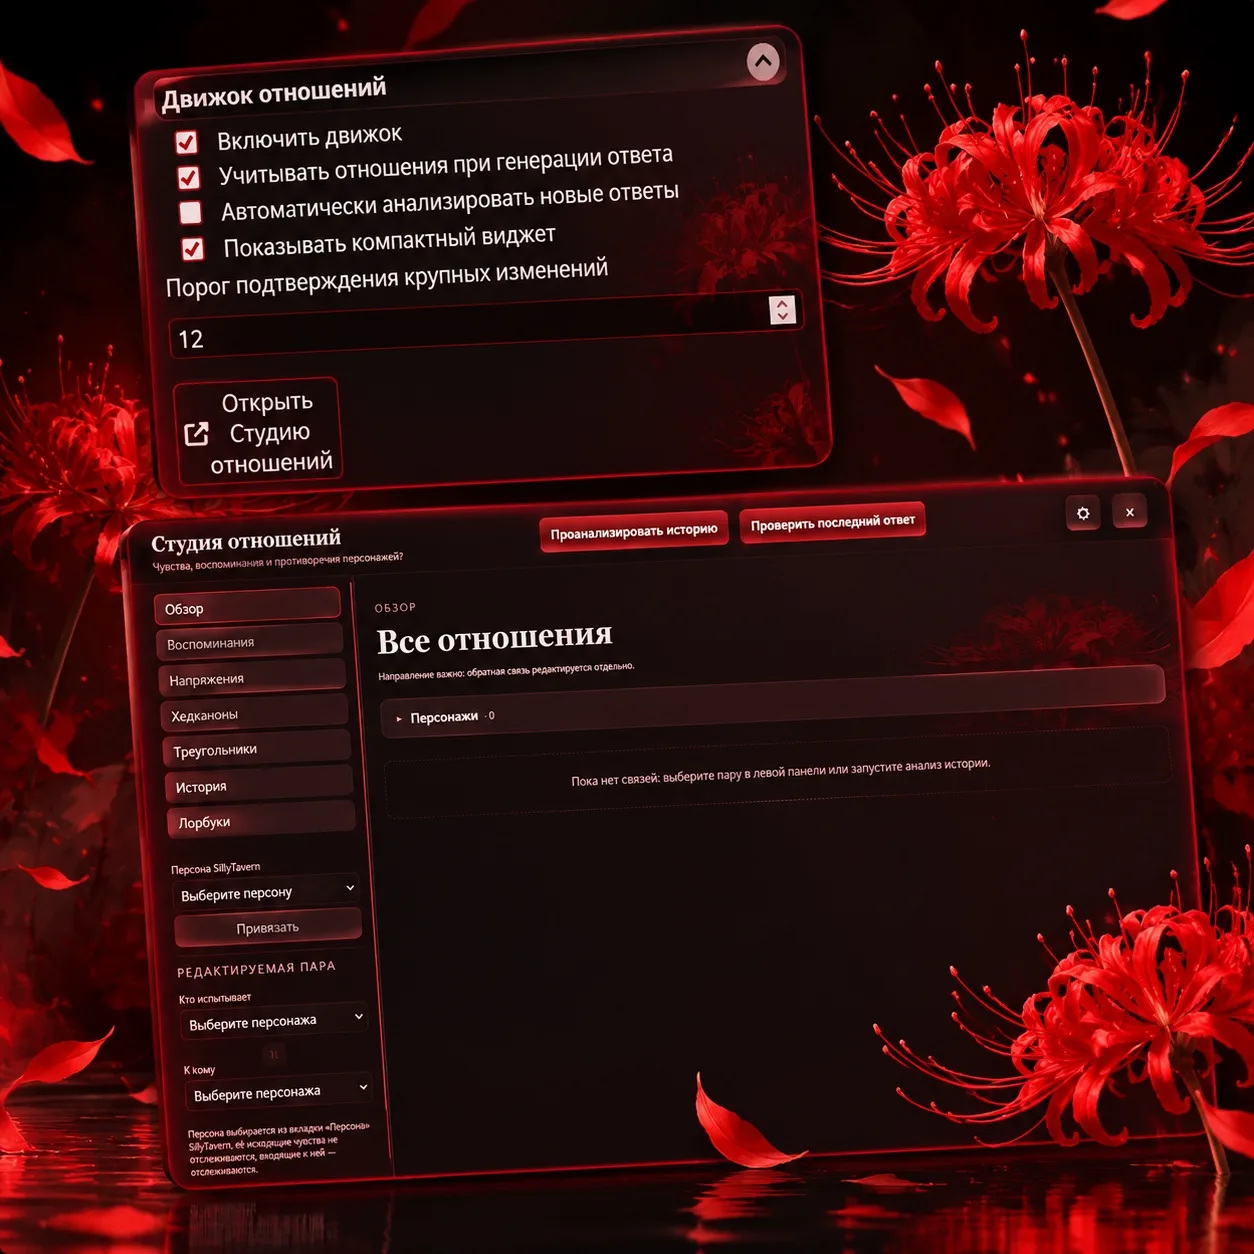 Движок отношений
Включить движок
Учитывать отношения при генерации ответа
Автоматически анализировать новые ответы
Показывать компактный виджет
Порог подтверждения крупных изменений
12
Открыть
Студию
отношений
Студия отношений
Чувства, воспоминания и противоречия персонажей?
Проанализировать историю
Проверить последний ответ
Обзор
Воспоминания
Напряжения
Хедканоны
Треугольники
История
Лорбуки
Персона SillyTavern
Выберите персону
Привязать
РЕДАКТИРУЕМАЯ ПАРА
Кто испытывает
Выберите персонажа
К кому
Выберите персонажа
Персона выбирается из вкладки «Персона»
SillyTavern, её исходящие чувства не
отслеживаются, входящие к ней —
отслеживаются.
ОБЗОР
Все отношения
Направление важно: обратная связь редактируется отдельно.
Персонажи · 0
Пока нет связей: выберите пару в левой панели или запустите анализ истории.